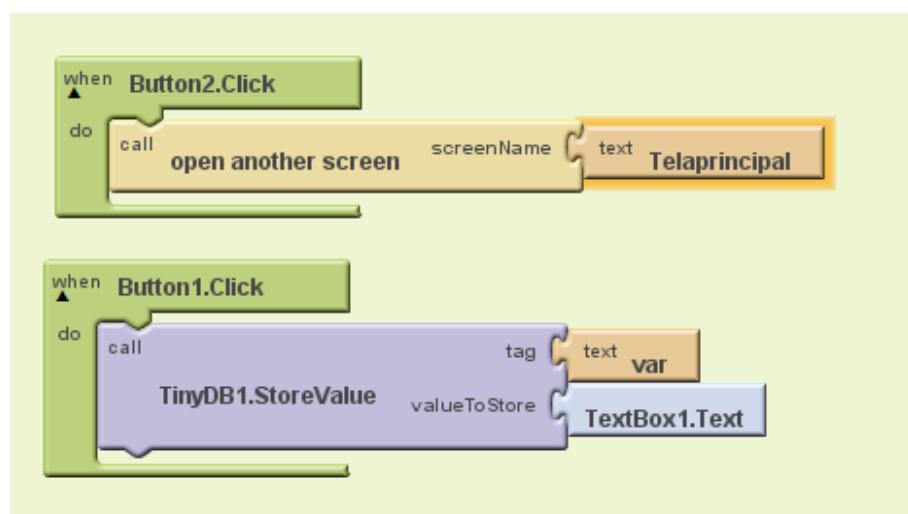 when Button2.Click
do call open another screen screenName text Telaprincipal
when Button1.Click
do call tag text var
TinyDB1.StoreValue valueToStore TextBox1.Text